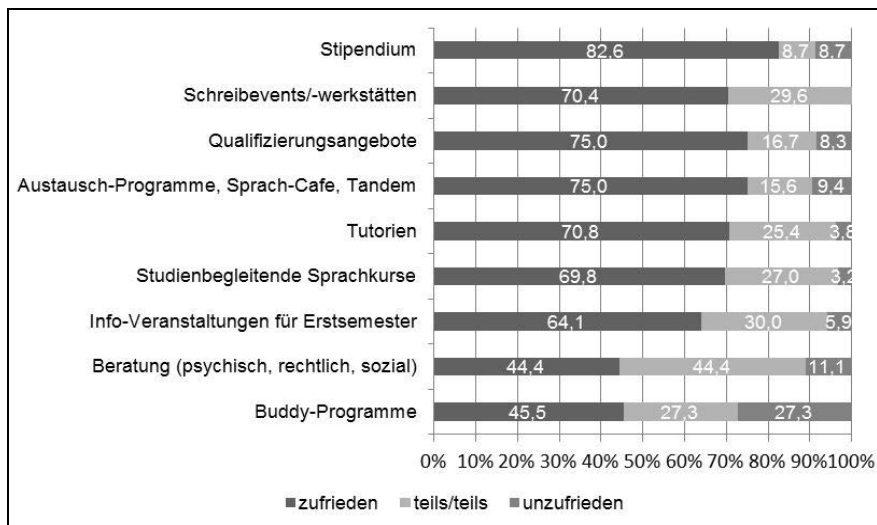 Stipendium
82,6 8,7 8,7
Schreibevents/-werkstätten
70,4 29,6
Qualifizierungsangebote
75,0 16,7 8,3
Austausch-Programme, Sprach-Cafe, Tandem
75,0 15,6 9,4
Tutorien
70,8 25,4 3,8
Studienbegleitende Sprachkurse
69,8 27,0 3,2
Info-Veranstaltungen für Erstsemester
64,1 30,0 5,9
Beratung (psychisch, rechtlich, sozial)
44,4 44,4 11,1
Buddy-Programme
45,5 27,3 27,3
0% 10% 20% 30% 40% 50% 60% 70% 80% 90% 100%
zufrieden teils/teils unzufrieden